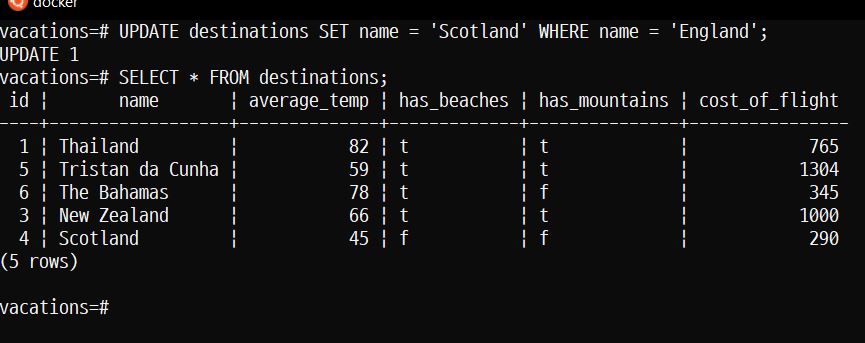 docker
vacations=# UPDATE destinations SET name = 'Scotland' WHERE name = 'England';
UPDATE 1
vacations=# SELECT * FROM destinations;
 id ¦       name        ¦ average_temp ¦ has_beaches ¦ has_mountains ¦ cost_of_flight
----+-------------------+--------------+-------------+---------------+----------------
  1 ¦ Thailand          ¦           82 ¦ t           ¦ t             ¦            765
  5 ¦ Tristan da Cunha  ¦           59 ¦ t           ¦ t             ¦           1304
  6 ¦ The Bahamas       ¦           78 ¦ t           ¦ f             ¦            345
  3 ¦ New Zealand       ¦           66 ¦ t           ¦ t             ¦           1000
  4 ¦ Scotland          ¦           45 ¦ f           ¦ f             ¦            290
(5 rows)
vacations=#